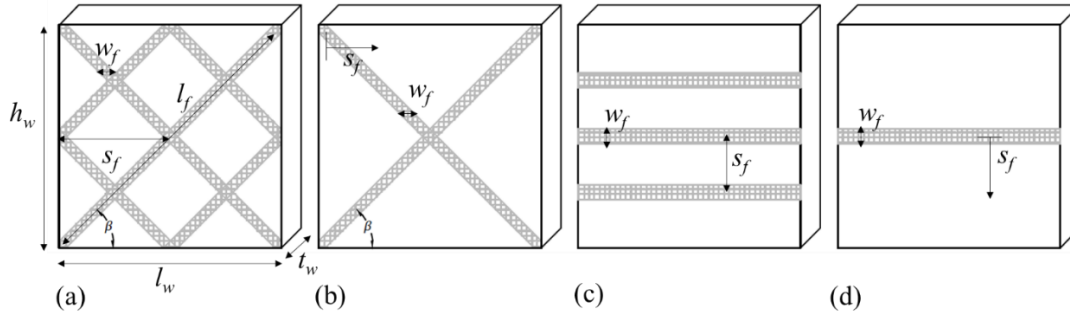 w_f
l_f
h_w
s_f
β
l_w
t_w
(a)
s_f
w_f
β
(b)
w_f
s_f
(c)
w_f
s_f
(d)